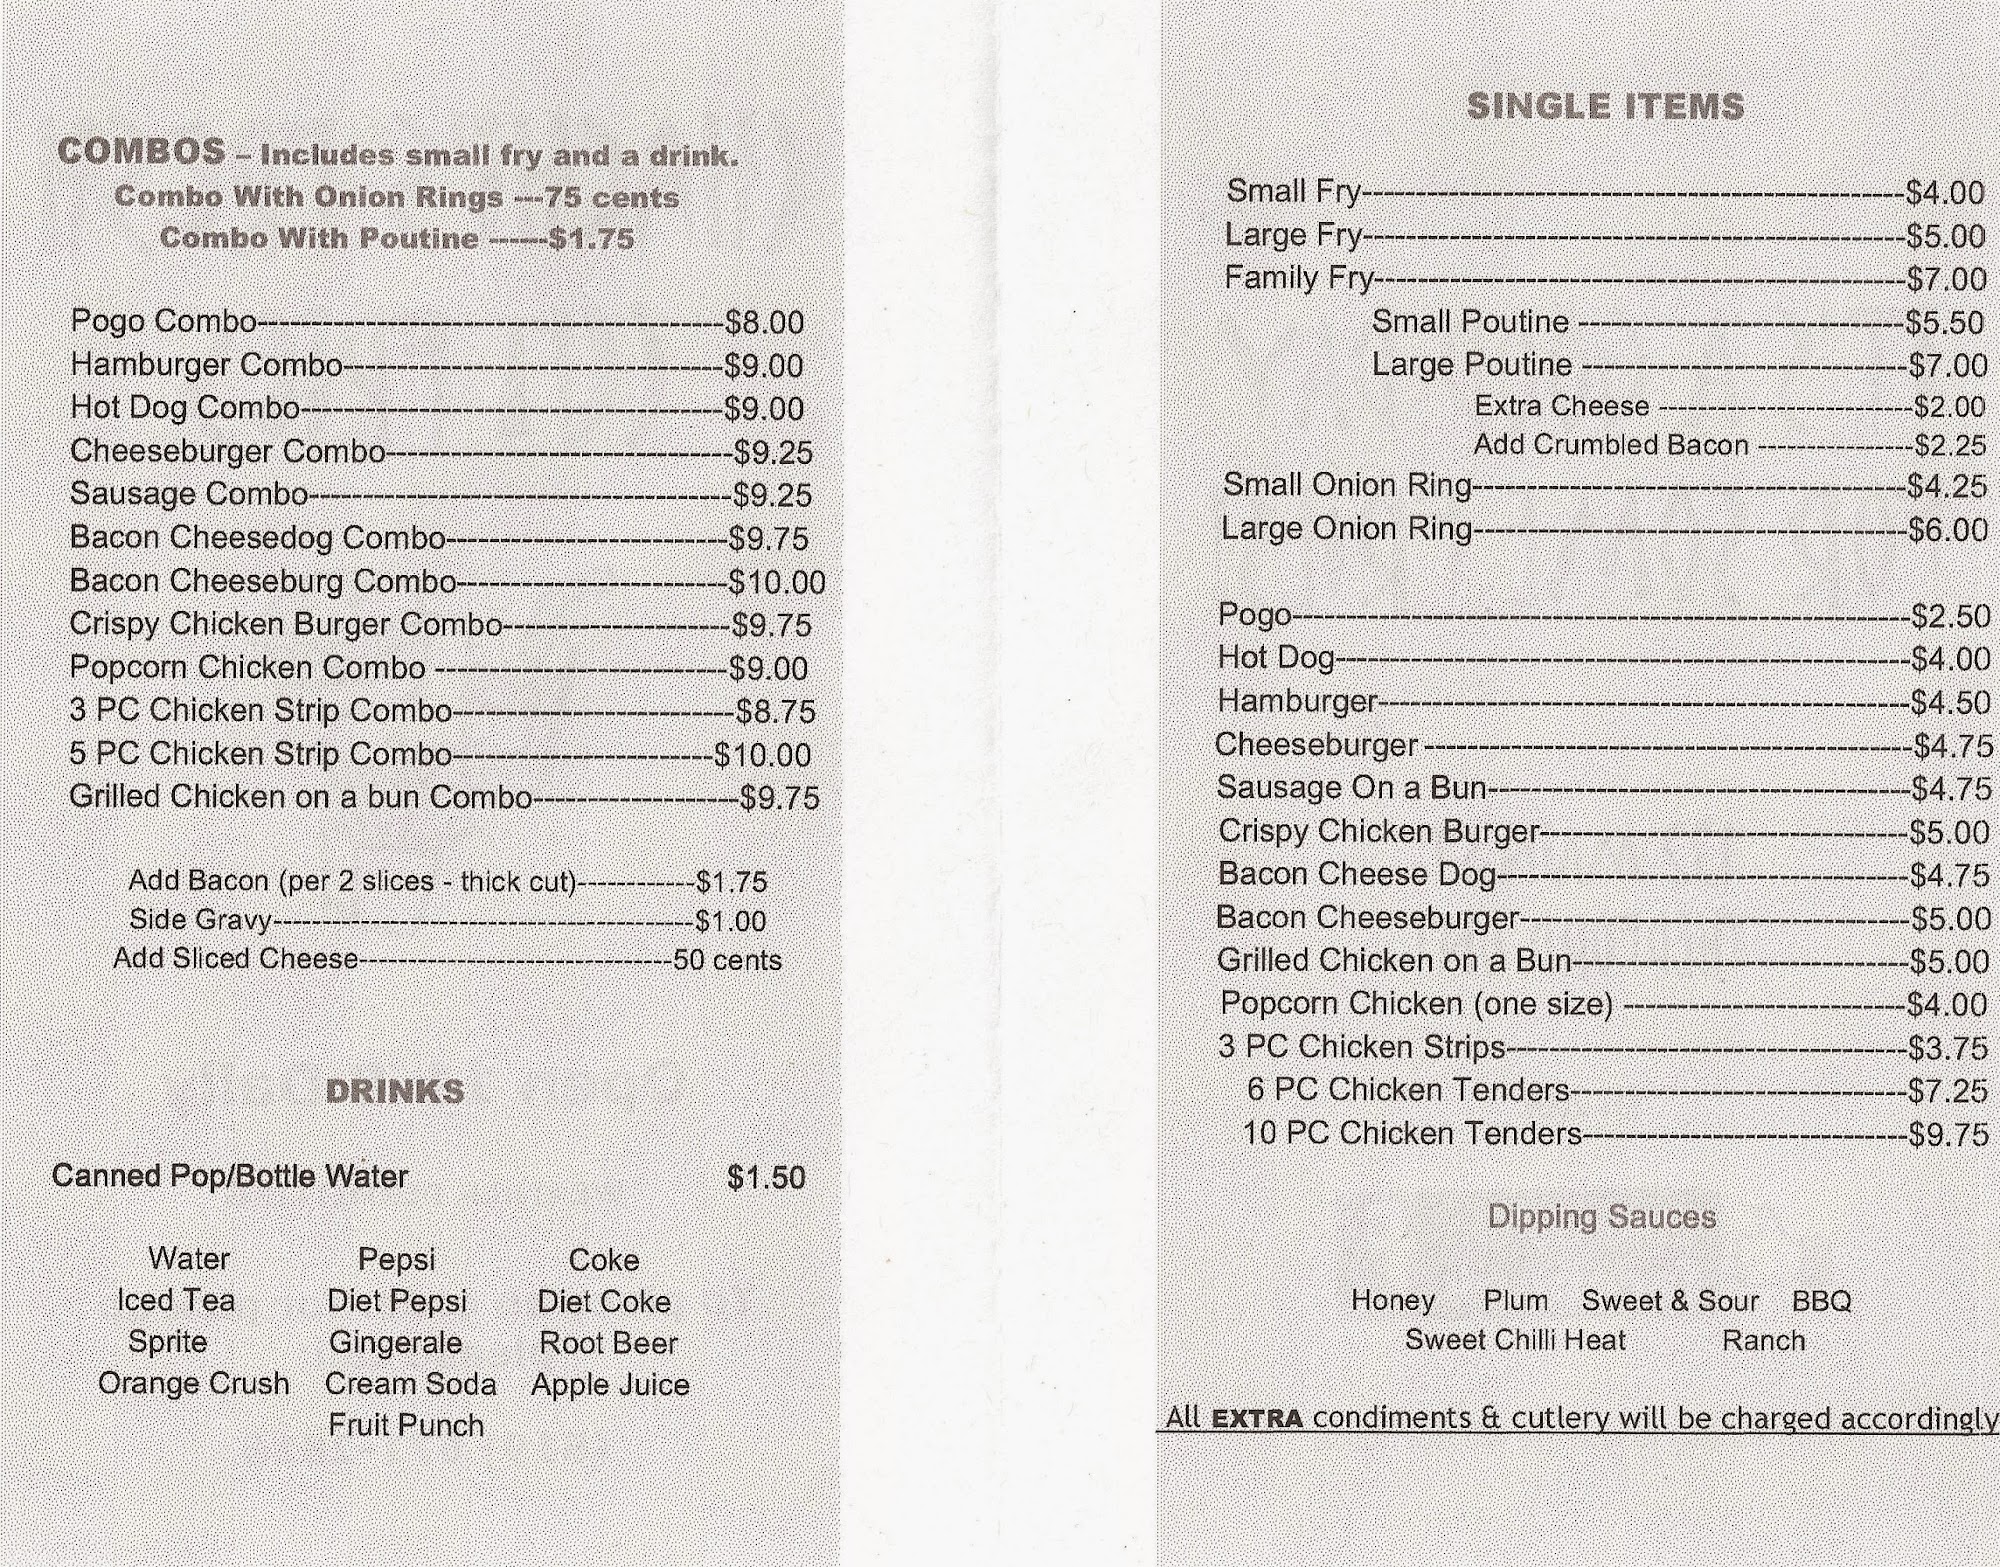 COMBOS – Includes small fry and a drink.
Combo With Onion Rings ---75 cents
Combo With Poutine ------$1.75
Pogo Combo-------------------------------------------$8.00
Hamburger Combo-----------------------------------$9.00
Hot Dog Combo---------------------------------------$9.00
Cheeseburger Combo--------------------------------$9.25
Sausage Combo---------------------------------------$9.25
Bacon Cheesedog Combo--------------------------$9.75
Bacon Cheeseburg Combo-------------------------$10.00
Crispy Chicken Burger Combo---------------------$9.75
Popcorn Chicken Combo ---------------------------$9.00
3 PC Chicken Strip Combo--------------------------$8.75
5 PC Chicken Strip Combo------------------------$10.00
Grilled Chicken on a bun Combo-------------------$9.75
Add Bacon (per 2 slices - thick cut)------------$1.75
Side Gravy-------------------------------------------$1.00
Add Sliced Cheese--------------------------------50 cents
DRINKS
Canned Pop/Bottle Water $1.50
Water Pepsi Coke
Iced Tea Diet Pepsi Diet Coke
Sprite Gingerale Root Beer
Orange Crush Cream Soda Apple Juice
Fruit Punch
SINGLE ITEMS
Small Fry--------------------------------------------------$4.00
Large Fry--------------------------------------------------$5.00
Family Fry-------------------------------------------------$7.00
Small Poutine ------------------------------$5.50
Large Poutine ------------------------------$7.00
Extra Cheese --------------------------$2.00
Add Crumbled Bacon ----------------$2.25
Small Onion Ring----------------------------------------$4.25
Large Onion Ring----------------------------------------$6.00
Pogo---------------------------------------------------------$2.50
Hot Dog-----------------------------------------------------$4.00
Hamburger-------------------------------------------------$4.50
Cheeseburger ---------------------------------------------$4.75
Sausage On a Bun---------------------------------------$4.75
Crispy Chicken Burger----------------------------------$5.00
Bacon Cheese Dog--------------------------------------$4.75
Bacon Cheeseburger------------------------------------$5.00
Grilled Chicken on a Bun-------------------------------$5.00
Popcorn Chicken (one size) --------------------------$4.00
3 PC Chicken Strips-------------------------------------$3.75
6 PC Chicken Tenders-------------------------------$7.25
10 PC Chicken Tenders------------------------------$9.75
Dipping Sauces
Honey Plum Sweet & Sour BBQ
Sweet Chilli Heat Ranch
All EXTRA condiments & cutlery will be charged accordingly